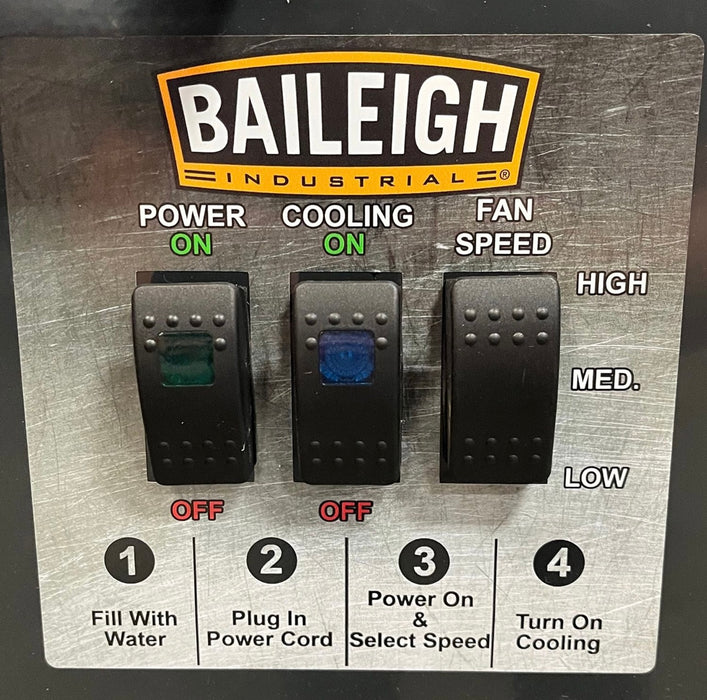 BAILEIGH
INDUSTRIAL ®
POWER
ON
COOLING
ON
FAN
SPEED
HIGH
MED.
LOW
OFF
OFF
1
Fill With
Water
2
Plug In
Power Cord
3
Power On
&
Select Speed
4
Turn On
Cooling